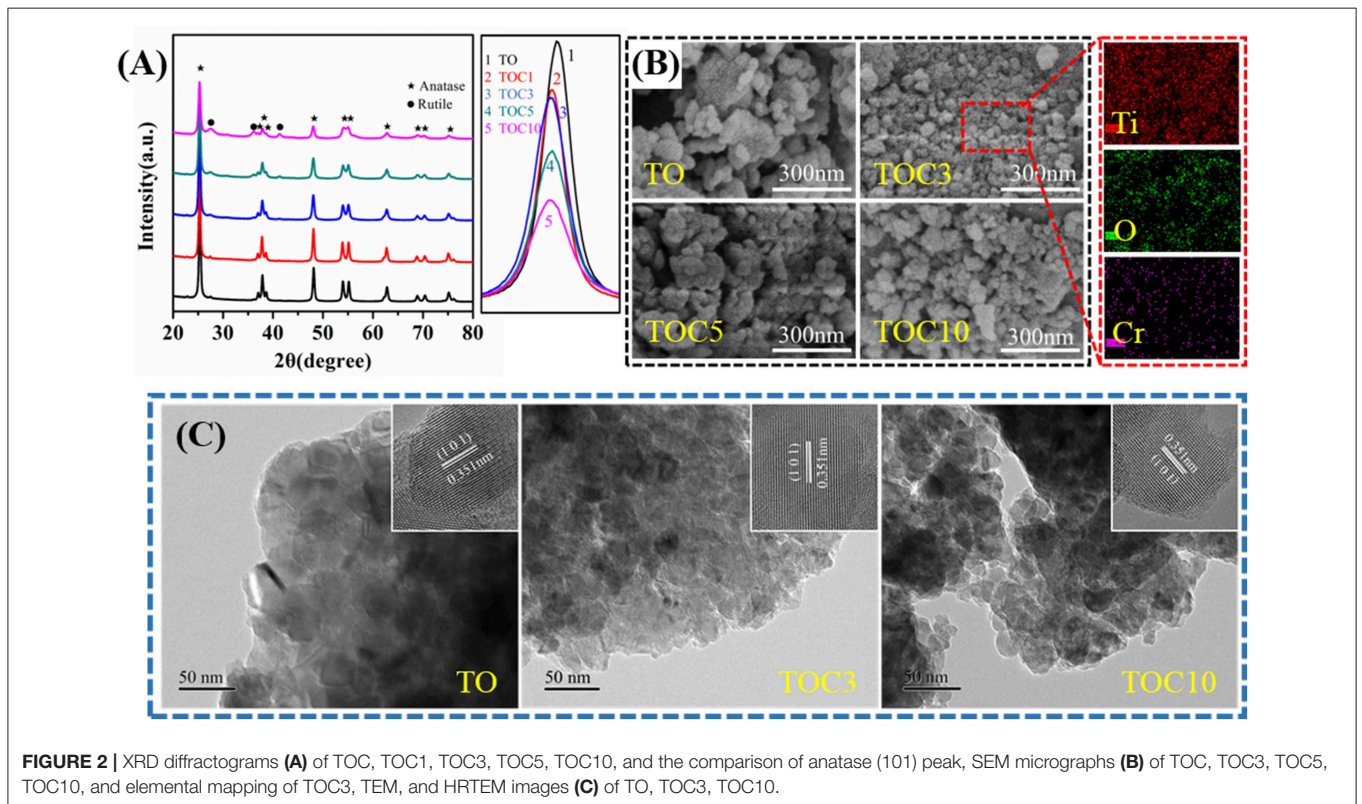 (A)
Intensity(a.u.)
★ Anatase
● Rutile
20 30 40 50 60 70 80
2θ(degree)
1 TO
2 TOC1
3 TOC3
4 TOC5
5 TOC10
1
2
3
4
5
(B)
TO
300nm
TOC3
300nm
TOC5
300nm
TOC10
300nm
Ti
O
Cr
(C)
(1 0 1)
0.351nm
50 nm
TO
(1 0 1)
0.351nm
50 nm
TOC3
0.351nm
(1 0 1)
50 nm
TOC10
FIGURE 2 | XRD diffractograms (A) of TOC, TOC1, TOC3, TOC5, TOC10, and the comparison of anatase (101) peak, SEM micrographs (B) of TOC, TOC3, TOC5,
TOC10, and elemental mapping of TOC3, TEM, and HRTEM images (C) of TO, TOC3, TOC10.